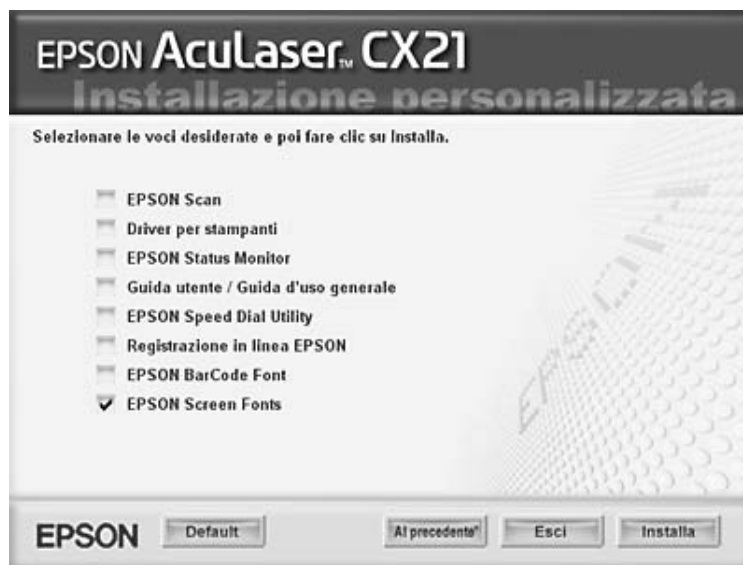 EPSON AcuLaser™ CX21
Installazione personalizzata
Selezionare le voci desiderate e poi fare clic su Installa.
EPSON Scan
Driver per stampanti
EPSON Status Monitor
Guida utente / Guida d'uso generale
EPSON Speed Dial Utility
Registrazione in linea EPSON
EPSON BarCode Font
EPSON Screen Fonts
EPSON
EPSON Default Al precedente" Esci Installa